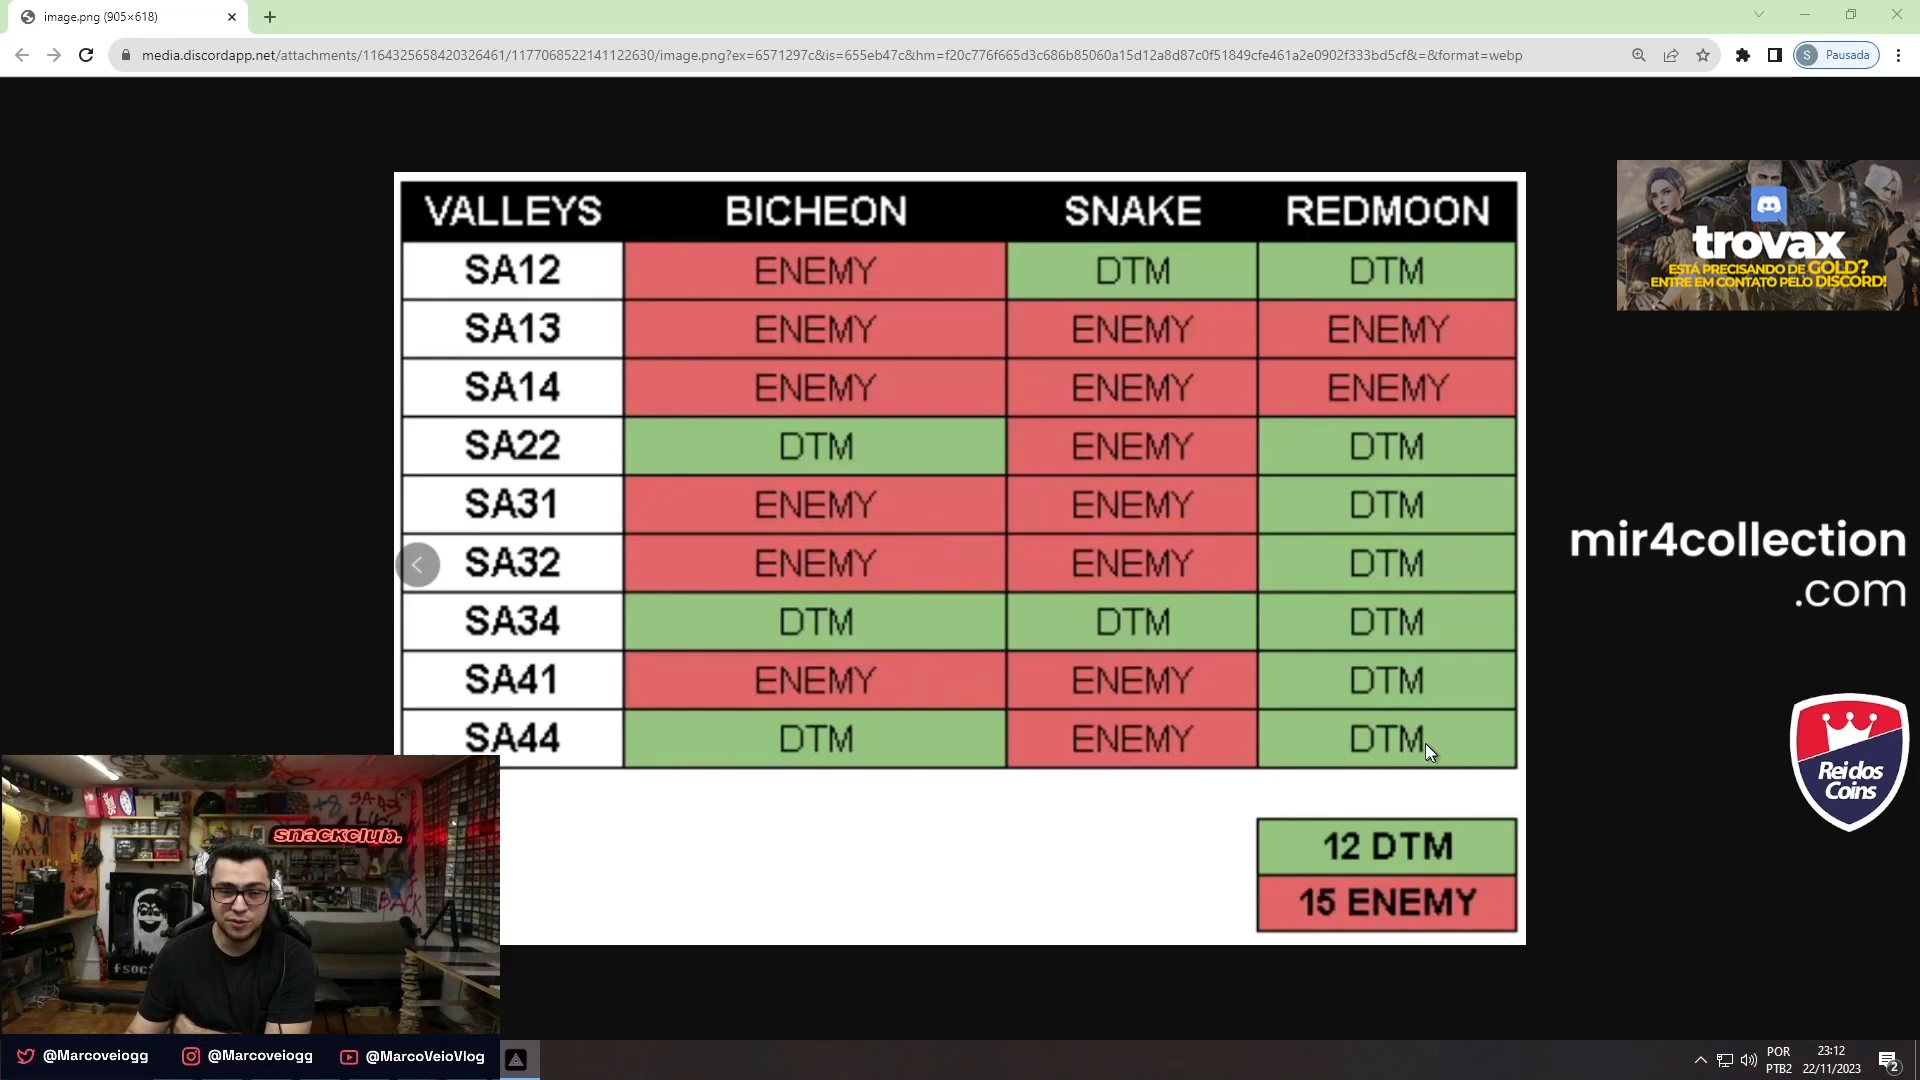 image.png (905×618)
media.discordapp.net/attachments/1164325658420326461/1177068522141122630/image.png?ex=6571297c&is=655eb47c&hm=f20c776f665d3c686b85060a15d12a8d87c0f51849cfe461a2e0902f333bd5cf&=&format=webp
S Pausada
VALLEYS BICHEON SNAKE REDMOON
SA12 ENEMY DTM DTM
SA13 ENEMY ENEMY ENEMY
SA14 ENEMY ENEMY ENEMY
SA22 DTM ENEMY DTM
SA31 ENEMY ENEMY DTM
SA32 ENEMY ENEMY DTM
SA34 DTM DTM DTM
SA41 ENEMY ENEMY DTM
SA44 DTM ENEMY DTM
12 DTM
15 ENEMY
trovax
ESTÁ PRECISANDO DE GOLD?
ENTRE EM CONTATO PELO DISCORD!
mir4collection
.com
Rei dos
Coins
snackclub.
BACK
fsoc
@Marcoveiogg @Marcoveiogg @MarcoVeioVlog
POR
PTB2
23:12
22/11/2023
2